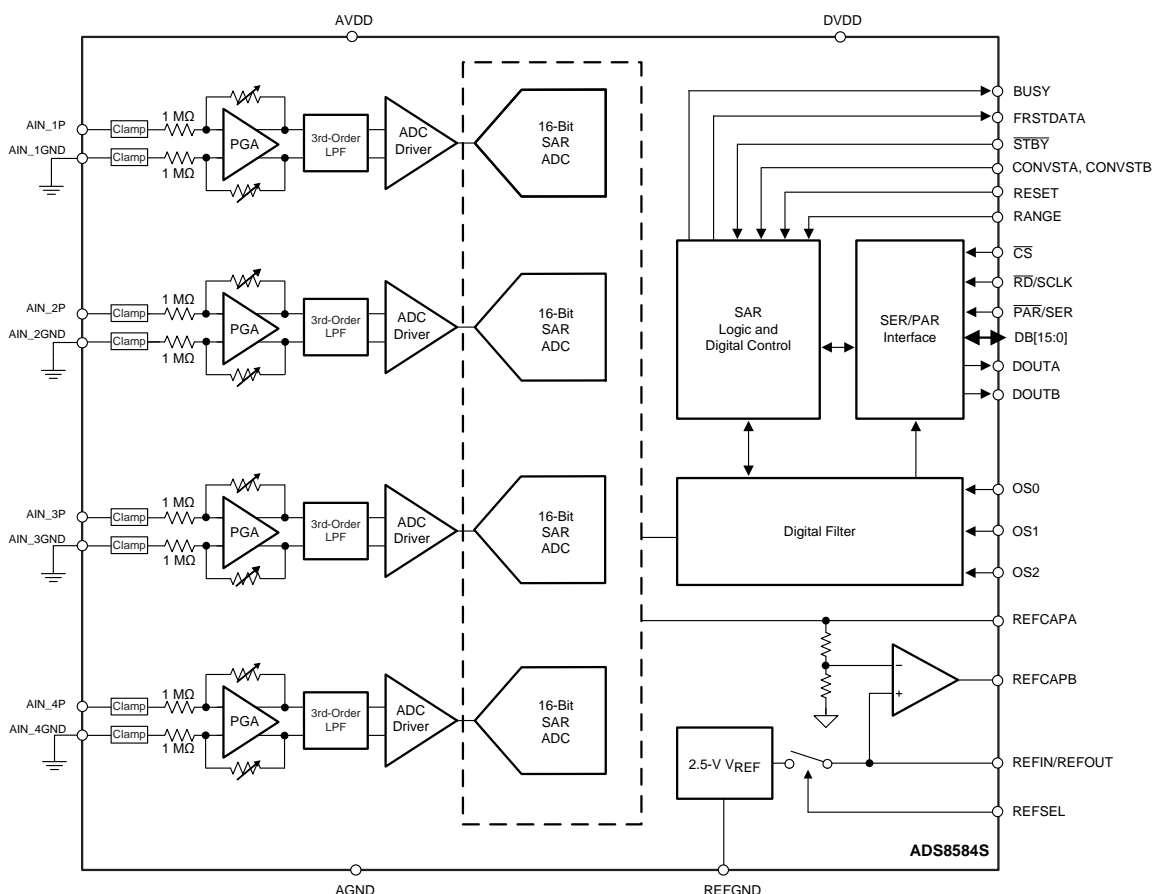 AVDD
DVDD
AIN_1P
Clamp
1 MΩ
PGA
3rd-Order
LPF
ADC
Driver
16-Bit
SAR
ADC
AIN_1GND
Clamp
1 MΩ
AIN_2P
Clamp
1 MΩ
PGA
3rd-Order
LPF
ADC
Driver
16-Bit
SAR
ADC
AIN_2GND
Clamp
1 MΩ
AIN_3P
Clamp
1 MΩ
PGA
3rd-Order
LPF
ADC
Driver
16-Bit
SAR
ADC
AIN_3GND
Clamp
1 MΩ
AIN_4P
Clamp
1 MΩ
PGA
3rd-Order
LPF
ADC
Driver
16-Bit
SAR
ADC
AIN_4GND
Clamp
1 MΩ
BUSY
FRSTDATA
STBY
CONVSTA, CONVSTB
RESET
RANGE
CS
RD/SCLK
PAR/SER
DB[15:0]
DOUTA
DOUTB
SAR
Logic and
Digital Control
SER/PAR
Interface
Digital Filter
OS0
OS1
OS2
REFCAPA
−
+
REFCAPB
2.5-V VREF
REFIN/REFOUT
REFSEL
ADS8584S
AGND
REFGND